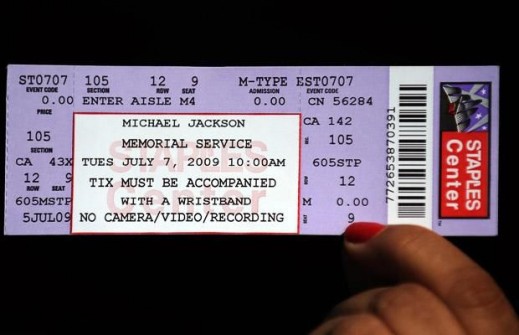 ST0707 105 12 9 M-TYPE EST0707
EVENT CODE SECTION ROW SEAT ADMISSION EVENT CODE
0.00 ENTER AISLE M4 0.00 CN 56284
PRICE
MICHAEL JACKSON
MEMORIAL SERVICE
TUES JULY 7, 2009 10:00AM
TIX MUST BE ACCOMPANIED
WITH A WRISTBAND
NO CAMERA/VIDEO/RECORDING
105
SECTION
CA 43X
12 9
ROW SEAT
605MSTP
5JUL09
CA 142
105
605STP
12
M 0.00
9
772653870391
STAPLES
Center
STAPLES
Center